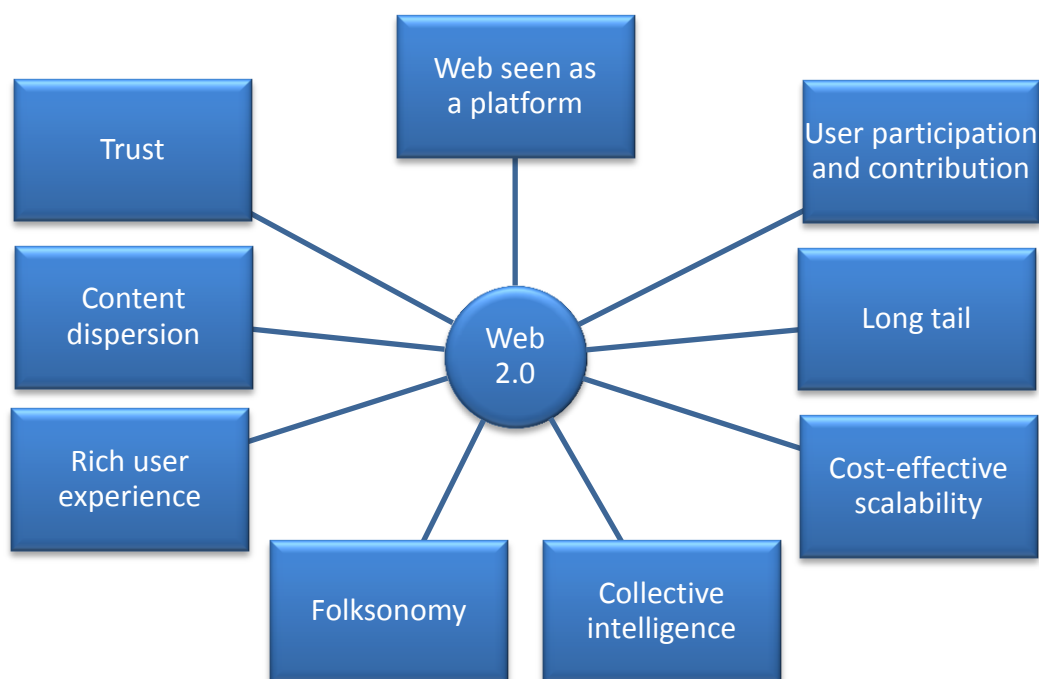 Web seen as
a platform
User participation
and contribution
Trust
Content
dispersion
Long tail
Web
2.0
Rich user
experience
Cost-effective
scalability
Folksonomy
Collective
intelligence